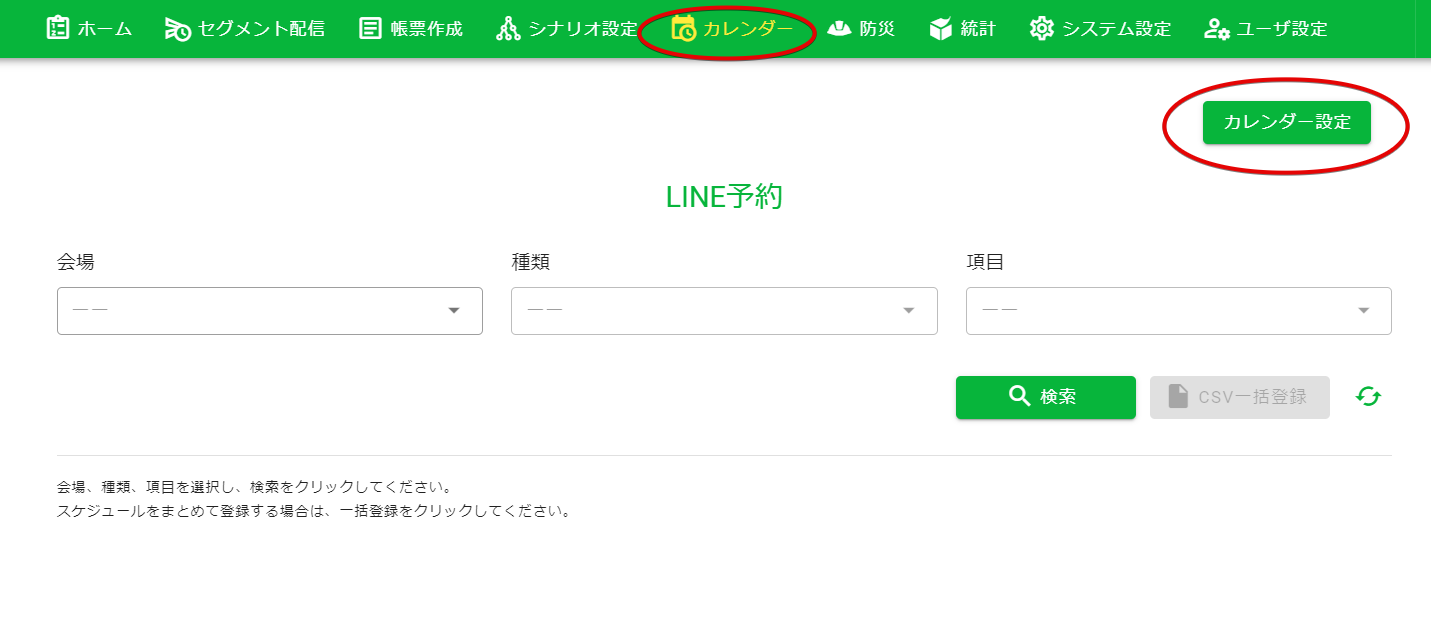 ホーム セグメント配信 帳票作成 シナリオ設定 カレンダー 防災 統計 システム設定 ユーザ設定
カレンダー設定
LINE予約
会場 種類 項目
―― ―― ――
検索 CSV一括登録
会場、種類、項目を選択し、検索をクリックしてください。
スケジュールをまとめて登録する場合は、一括登録をクリックしてください。